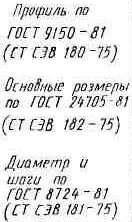 Профиль по
ГОСТ 9150-81
(СТ СЭВ 180-75)
Основные размеры
по ГОСТ 24705-81
(СТ СЭВ 182-75)
Диаметр и
шаги по
ГОСТ 8724-81
(СТ СЭВ 181-75)